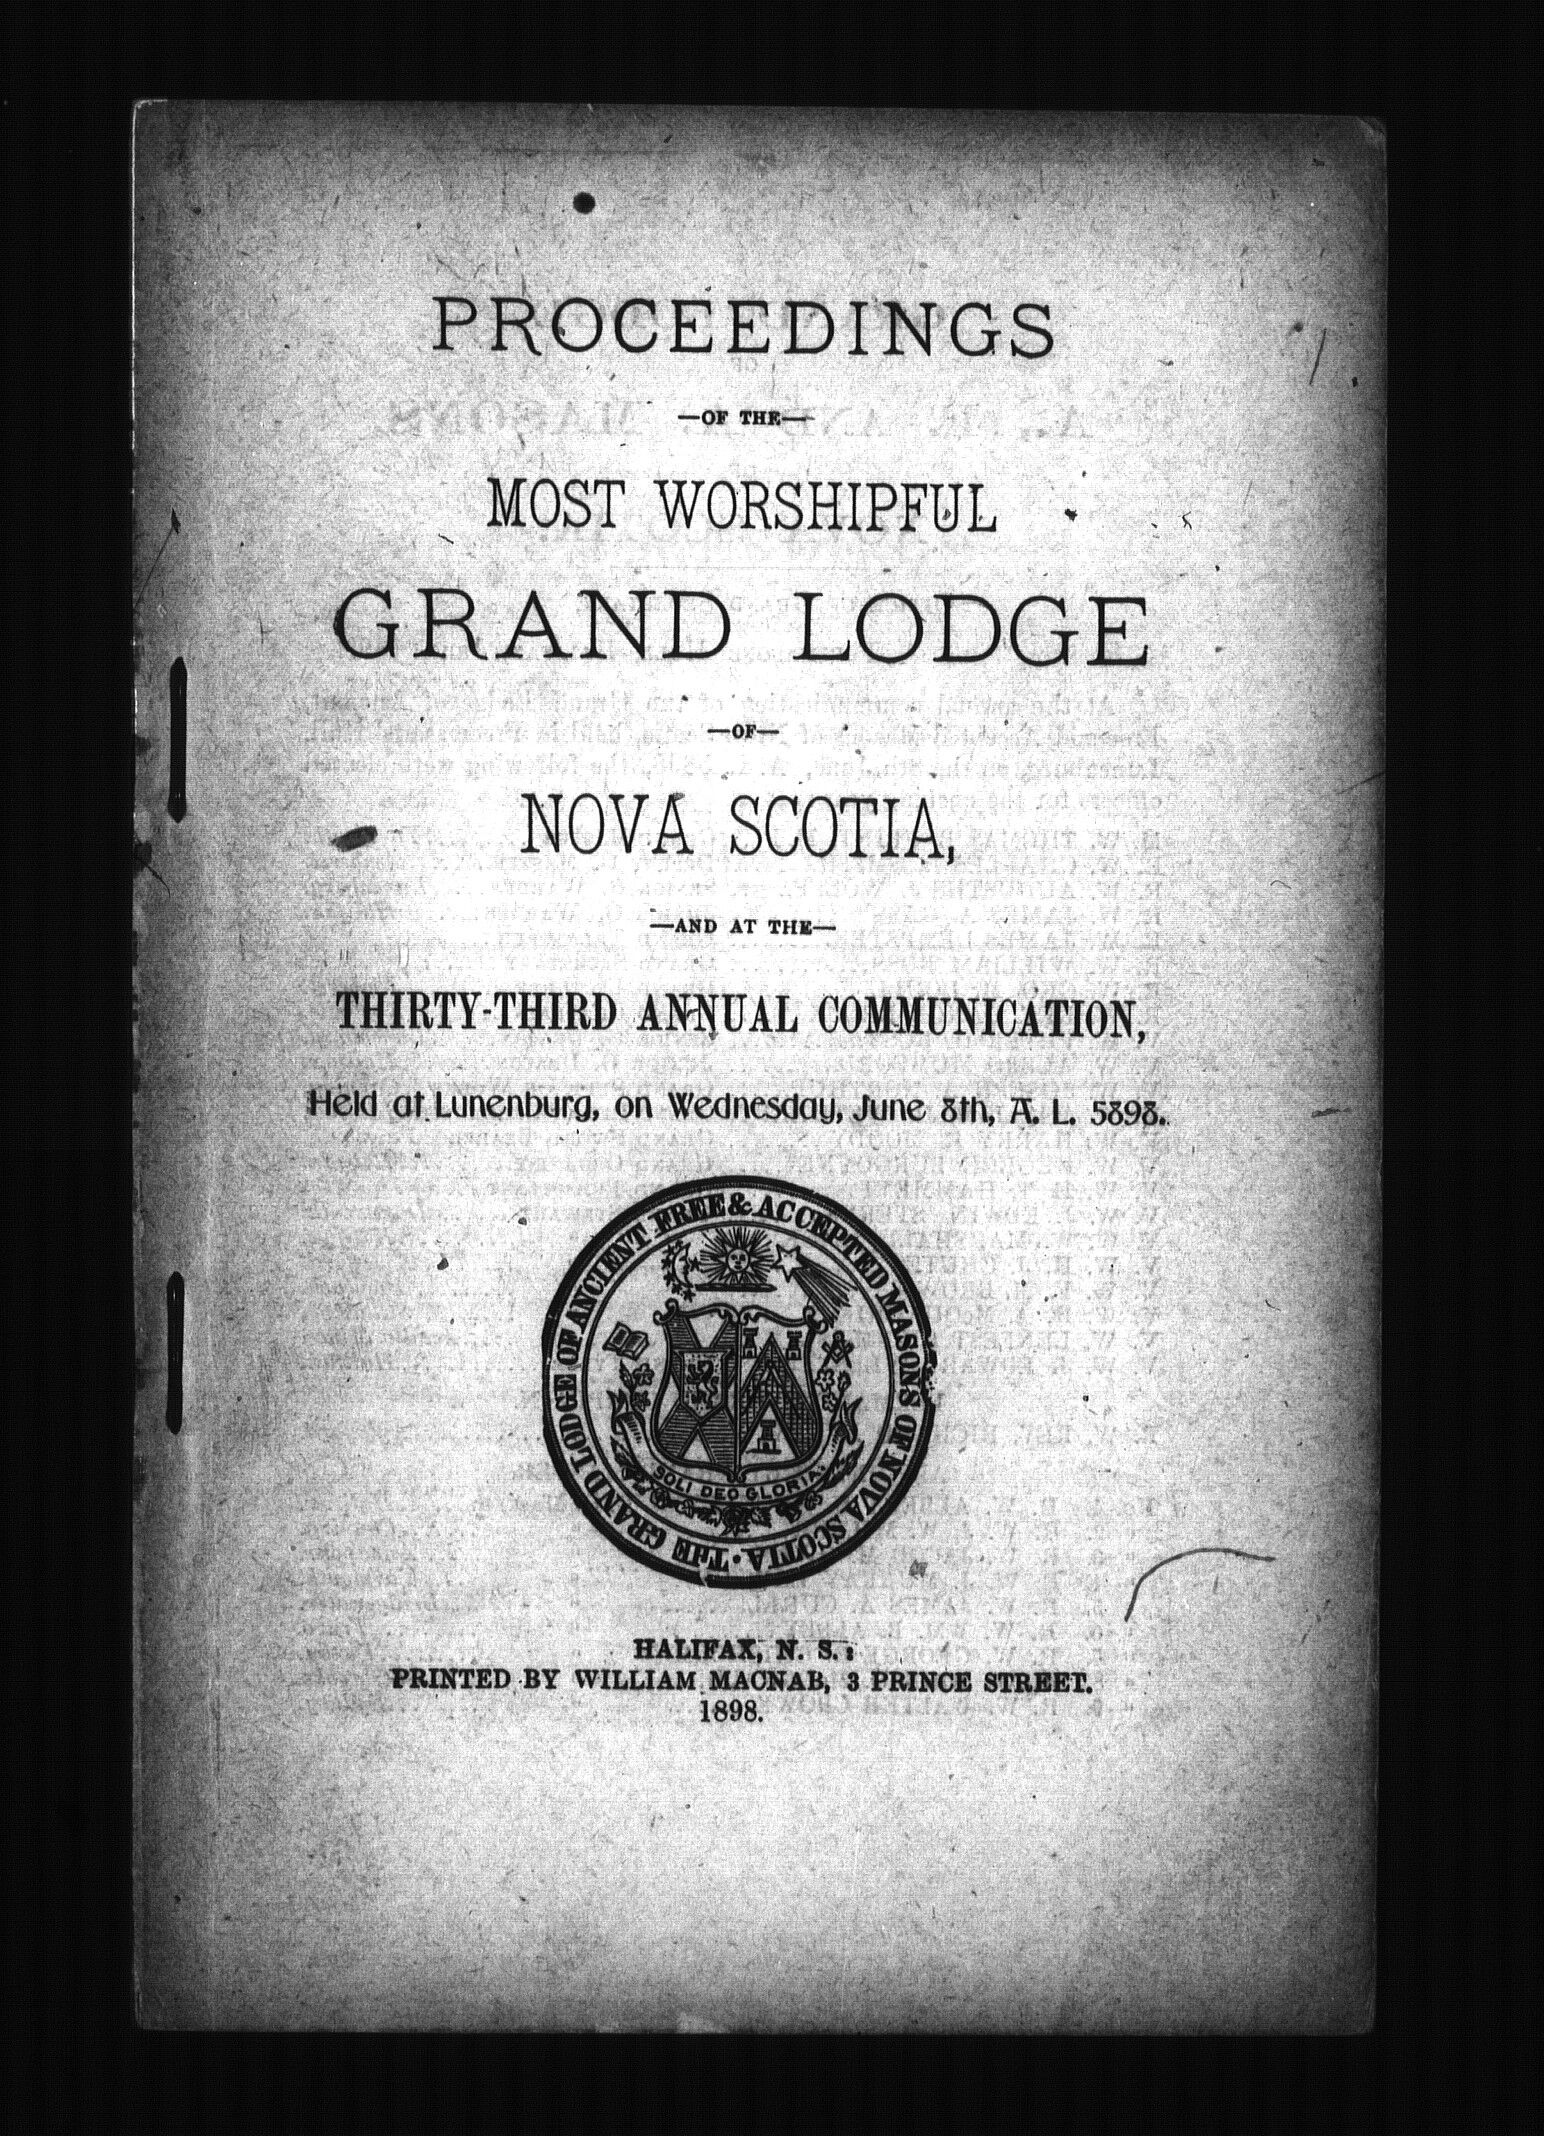 PROCEEDINGS
—OF THE—
MOST WORSHIPFUL
GRAND LODGE
—OF—
NOVA SCOTIA,
—AND AT THE—
THIRTY-THIRD ANNUAL COMMUNICATION,
Held at Lunenburg, on Wednesday, June 8th, A. L. 5898.
THE GRAND LODGE OF ANCIENT FREE & ACCEPTED MASONS OF NOVA SCOTIA
SOLI DEO GLORIA
HALIFAX, N. S.:
PRINTED BY WILLIAM MACNAB, 3 PRINCE STREET.
1898.